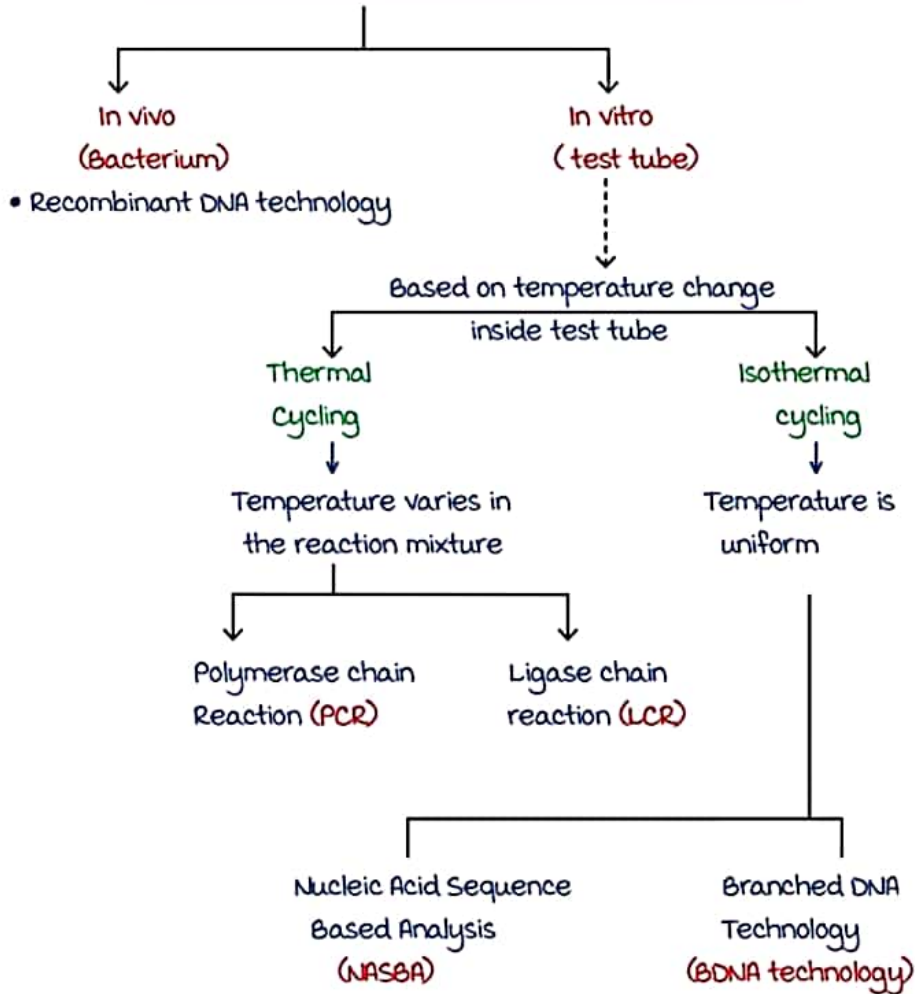 In vivo
(Bacterium)
• Recombinant DNA technology
In vitro
(test tube)
Based on temperature change
inside test tube
Thermal
Cycling
Temperature varies in
the reaction mixture
Isothermal
cycling
Temperature is
uniform
Polymerase chain
Reaction (PCR)
Ligase chain
reaction (LCR)
Nucleic Acid Sequence
Based Analysis
(NASBA)
Branched DNA
Technology
(BDNA technology)